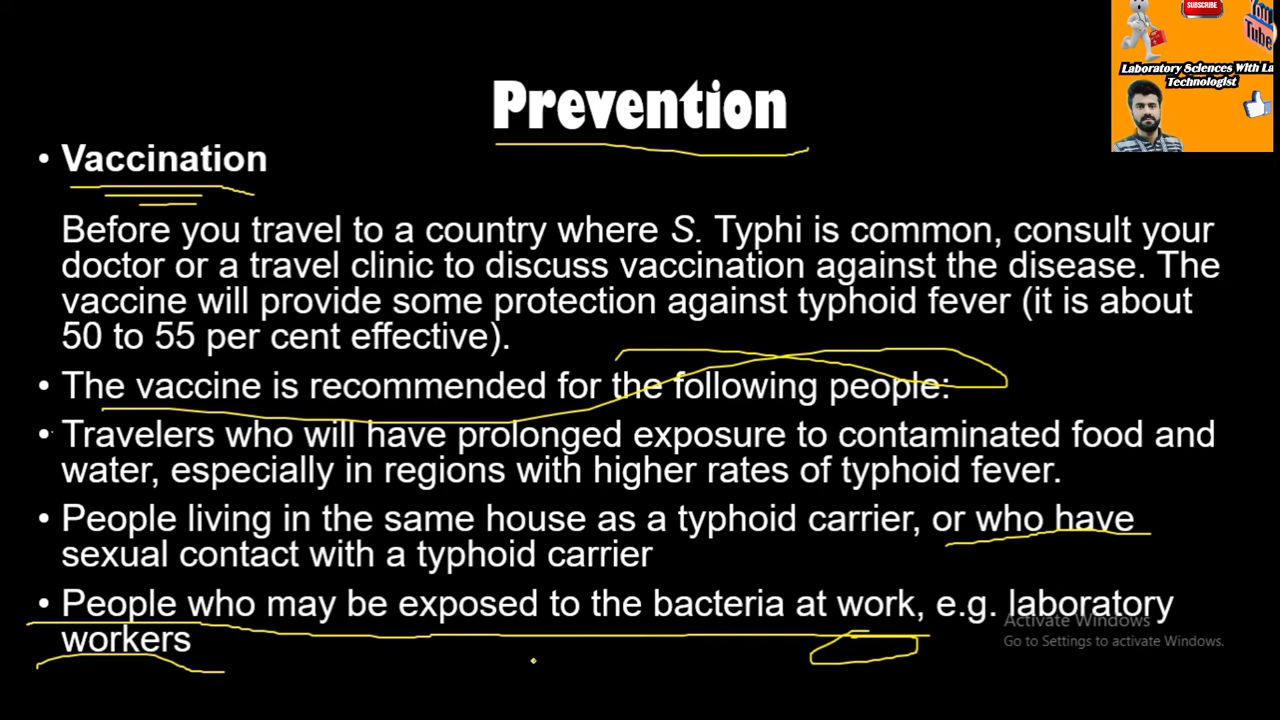 SUBSCRIBE
You
Tube
Laboratory Sciences With La
Technologist
Prevention
• Vaccination
Before you travel to a country where S. Typhi is common, consult your
doctor or a travel clinic to discuss vaccination against the disease. The
vaccine will provide some protection against typhoid fever (it is about
50 to 55 per cent effective).
• The vaccine is recommended for the following people:
• Travelers who will have prolonged exposure to contaminated food and
water, especially in regions with higher rates of typhoid fever.
• People living in the same house as a typhoid carrier, or who have
sexual contact with a typhoid carrier
• People who may be exposed to the bacteria at work, e.g. laboratory
workers
Activate Windows
Go to Settings to activate Windows.